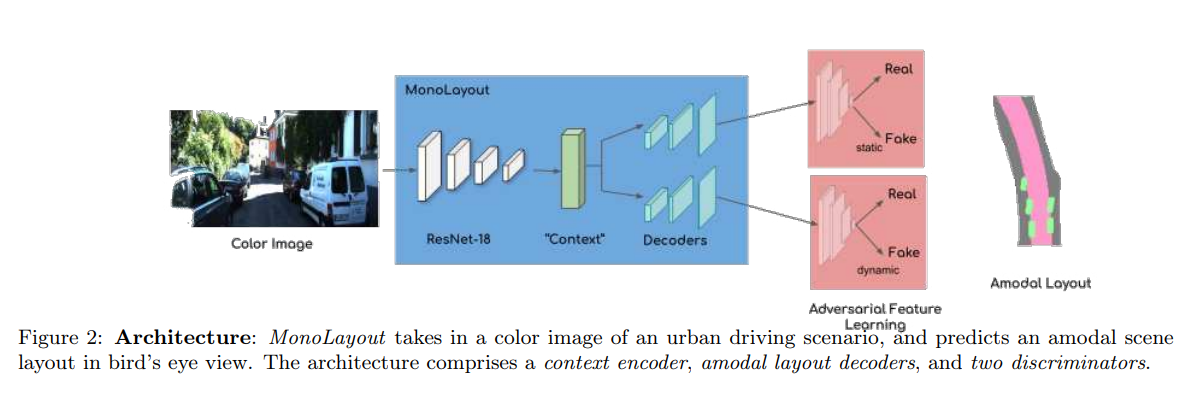 MonoLayout
Real
Fake
static
Real
Fake
dynamic
Color Image
ResNet-18
"Context"
Decoders
Amodal Layout
Adversarial Feature
Learning
Figure 2: Architecture: MonoLayout takes in a color image of an urban driving scenario, and predicts an amodal scene
layout in bird's eye view. The architecture comprises a context encoder, amodal layout decoders, and two discriminators.